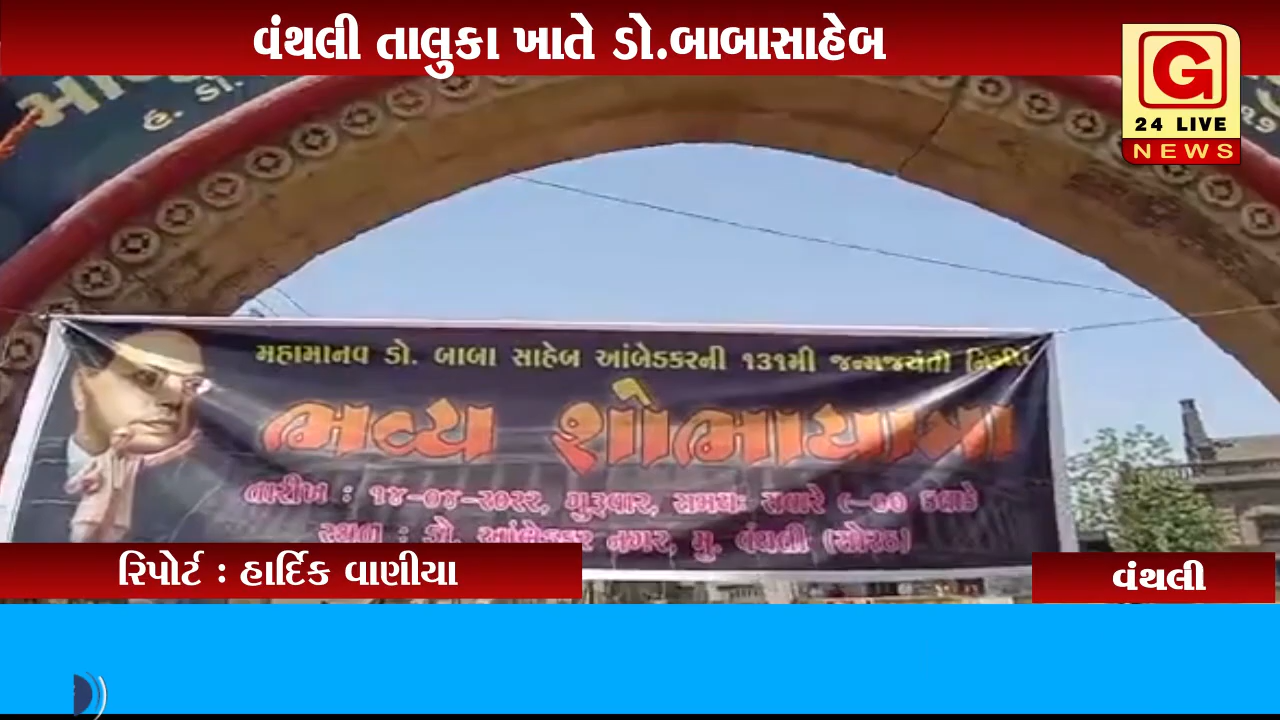 વંથલી તાલુકા ખાતે ડો.બાબાસાહેબ
G
24 LIVE
NEWS
હ. ડો.
મહામાનવ ડો. બાબા સાહેબ આંબેડકરની ૧૩૧મી જન્મજયંતી
ભવ્ય શોભાયાત્રા
તારીખ : ૧૪-૦૪-૨૦૨૨, ગુરૂવાર, સમયઃ સવારે ૯-૦૦ કલાકે
સ્થળ : ડો. આંબેડકર નગર, મુ. વંથલી (સોરઠ)
રિપોર્ટ : હાર્દિક વાણીયા
વંથલી